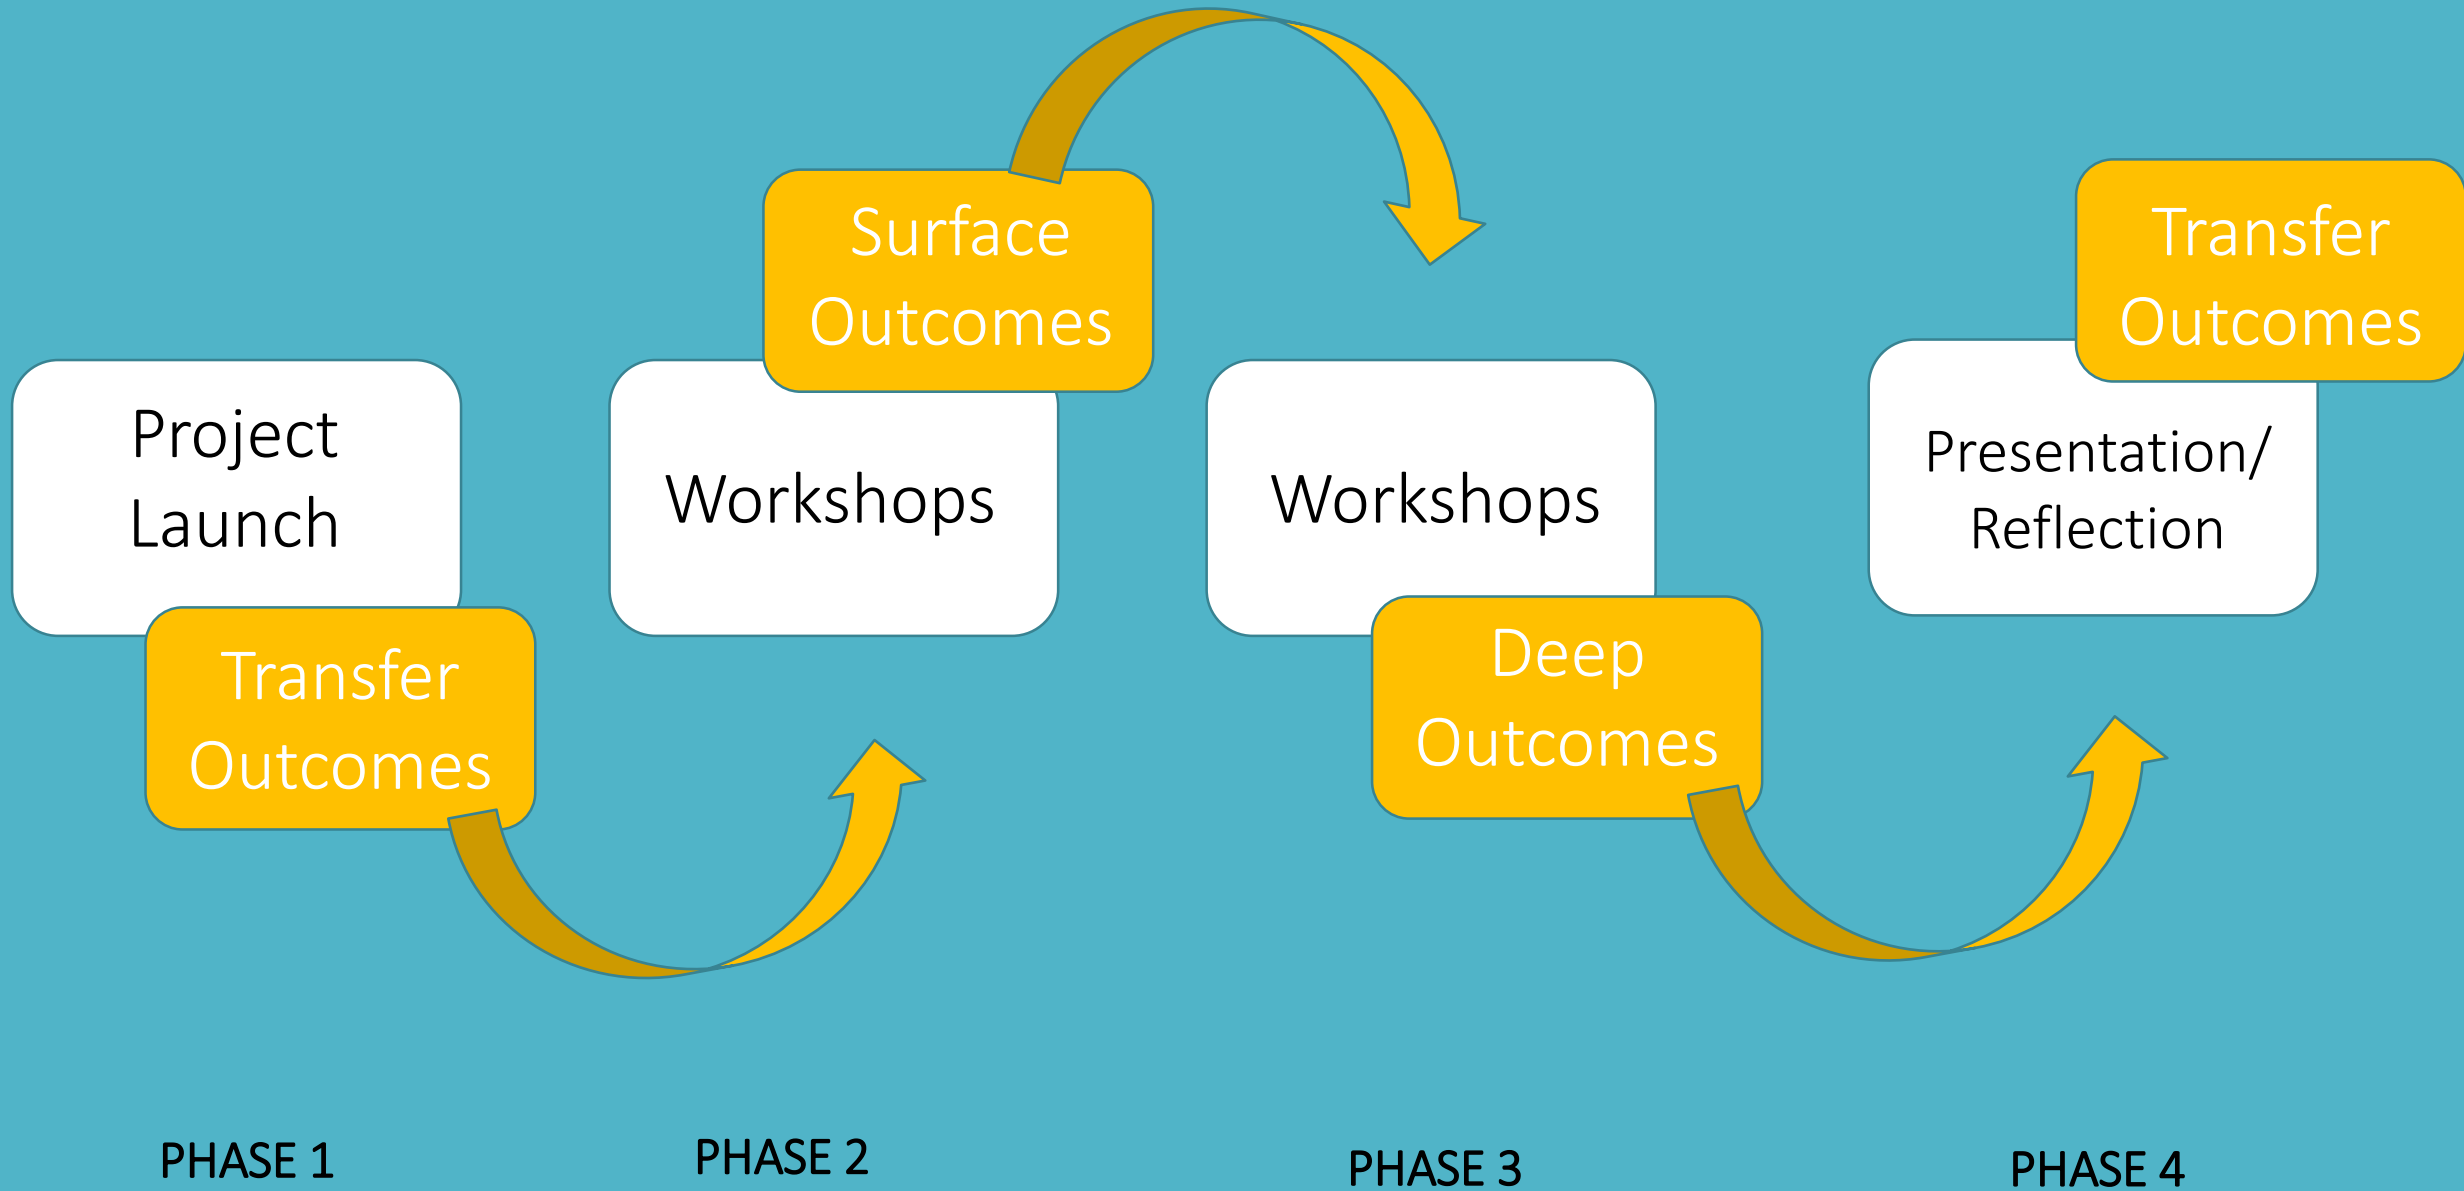 Project
Launch
Transfer
Outcomes
Surface
Outcomes
Workshops
Workshops
Deep
Outcomes
Transfer
Outcomes
Presentation/
Reflection
PHASE 1
PHASE 2
PHASE 3
PHASE 4